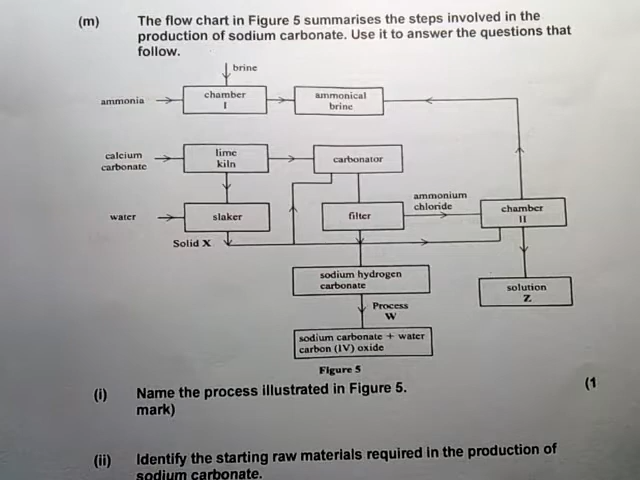 (m) The flow chart in Figure 5 summarises the steps involved in the
production of sodium carbonate. Use it to answer the questions that
follow.
brine
ammonia
chamber
I
ammonical
brine
calcium
carbonate
lime
kiln
carbonator
ammonium
chloride
water
slaker
filter
chamber
II
Solid X
sodium hydrogen
carbonate
solution
Z
Process
W
sodium carbonate + water
carbon (IV) oxide
Figure 5
(i) Name the process illustrated in Figure 5. (1
mark)
(ii) Identify the starting raw materials required in the production of
sodium carbonate.